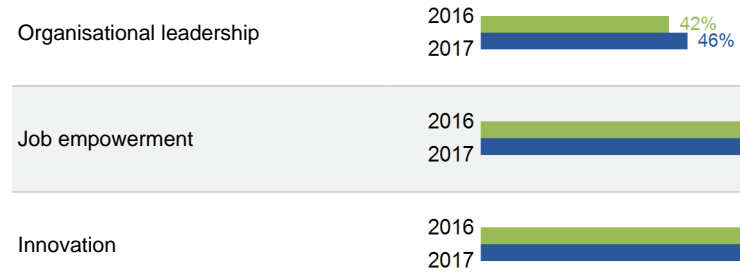 Organisational leadership
2016 42%
2017 46%
Job empowerment
2016
2017
Innovation
2016
2017